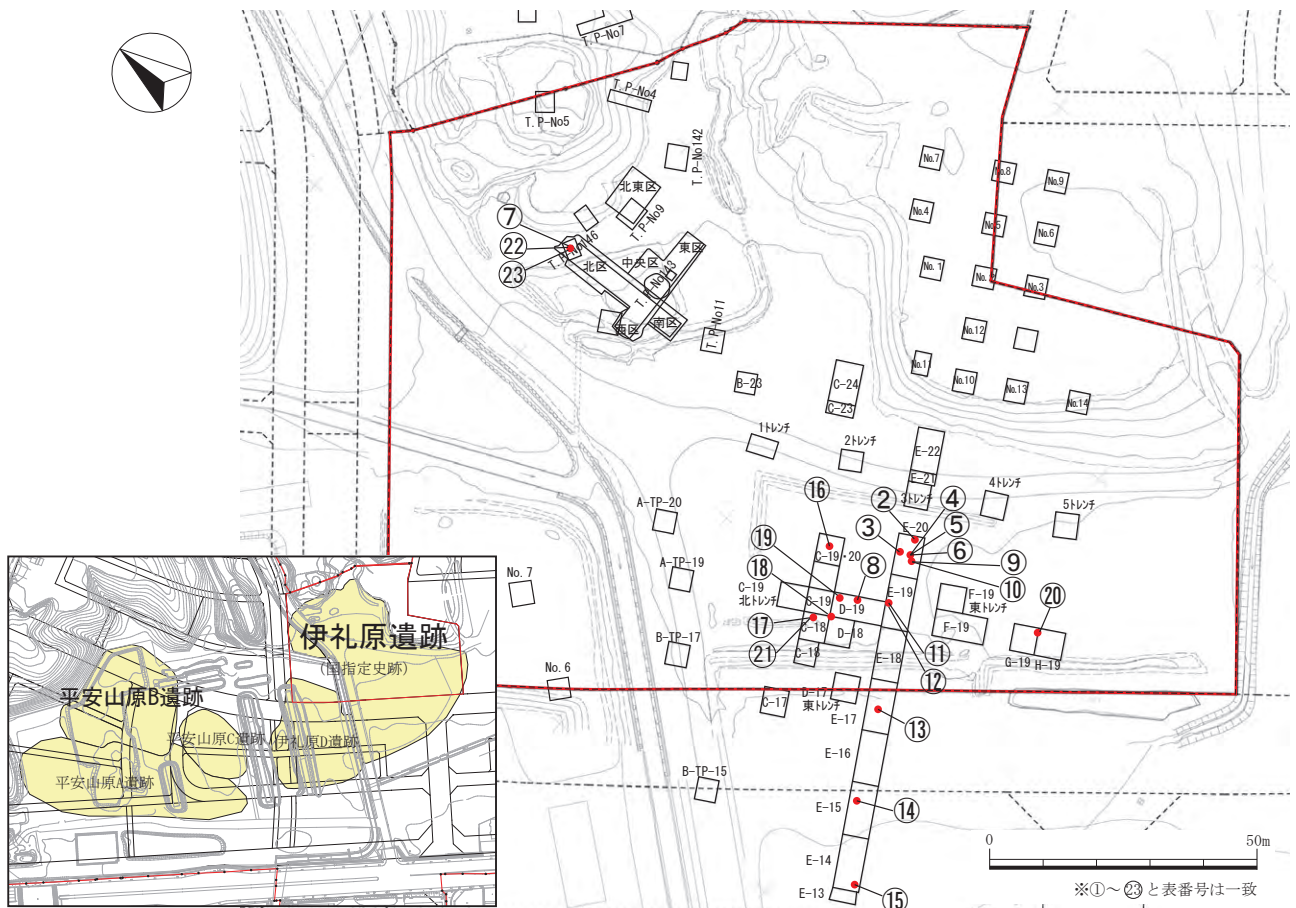 T.P-No7
T.P-No4
T.P-No5
T.P-No142
北東区
T.P-No9
⑦
㉒
㉓
T.P-No146
北区
中央区
東区
T.P-No143
西区
南区
T.P-No11
No.7
No.8
No.9
No.4
No.5
No.6
No.1
No.2
No.3
No.12
No.11
No.10
No.13
No.14
B-23
C-24
C-23
1トレンチ
2トレンチ
E-22
E-21
3トレンチ
4トレンチ
5トレンチ
A-TP-20
⑯
②
④
③
E-20
⑤
⑥
⑨
⑩
⑲
C-19・20
A-TP-19
⑱
C-19
北トレンチ
C-19
⑧
D-19
E-19
F-19
東トレンチ
F-19
⑳
⑰
㉑
C-18
D-18
C-18
⑪
⑫
G-19
H-19
B-TP-17
E-18
No.7
No.6
C-17
D-17
東トレンチ
E-17
⑬
E-16
B-TP-15
E-15
⑭
E-14
E-13
⑮
伊礼原遺跡
(国指定史跡)
平安山原B遺跡
平安山原C遺跡
伊礼原D遺跡
平安山原A遺跡
0
50m
※①~㉓と表番号は一致